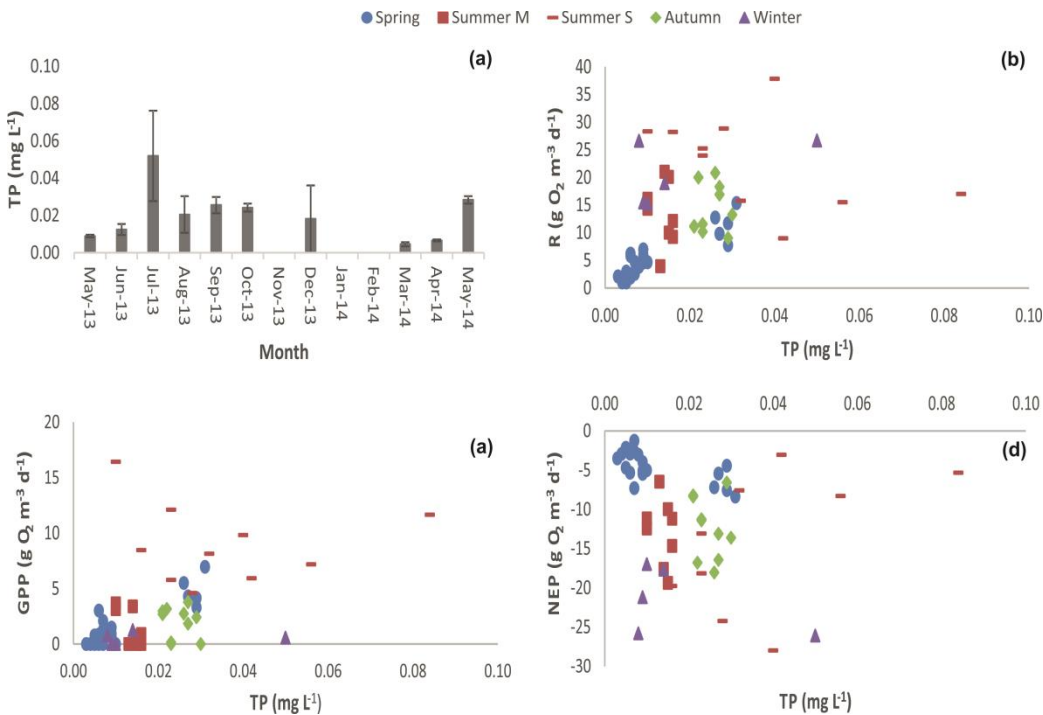 Spring Summer M Summer S Autumn Winter
(a)
TP (mg L-1)
0.10
0.08
0.06
0.04
0.02
0.00
May-13 Jun-13 Jul-13 Aug-13 Sep-13 Oct-13 Nov-13 Dec-13 Jan-14 Feb-14 Mar-14 Apr-14 May-14
Month
(b)
R (g O2 m-3 d-1)
40
35
30
25
20
15
10
5
0
0.00 0.02 0.04 0.06 0.08 0.10
TP (mg L-1)
(a)
GPP (g O2 m-3 d-1)
20
15
10
5
0
0.00 0.02 0.04 0.06 0.08 0.10
TP (mg L-1)
0.00 0.02 0.04 0.06 0.08 0.10
(d)
NEP (g O2 m-3 d-1)
0
-5
-10
-15
-20
-25
-30
TP (mg L-1)